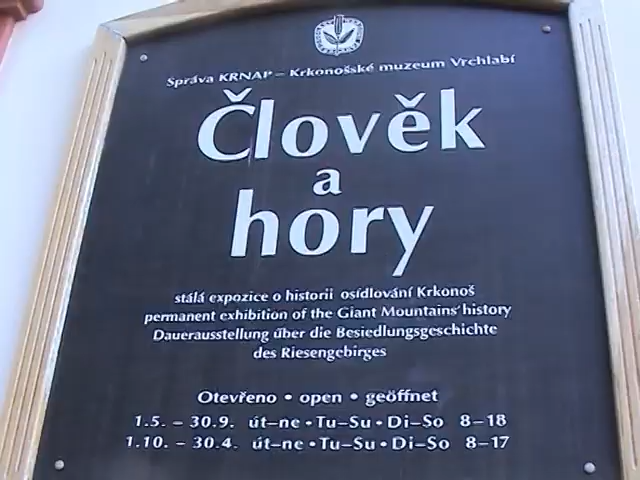 Správa KRNAP – Krkonošské muzeum Vrchlabí
Člověk
a
hory
stálá expozice o historii osídlování Krkonoš
permanent exhibition of the Giant Mountains' history
Dauerausstellung über die Besiedlungsgeschichte
des Riesengebirges
Otevřeno • open • geöffnet
1.5. – 30.9. út–ne • Tu–Su • Di–So 8–18
1.10. – 30.4. út–ne • Tu–Su • Di–So 8–17